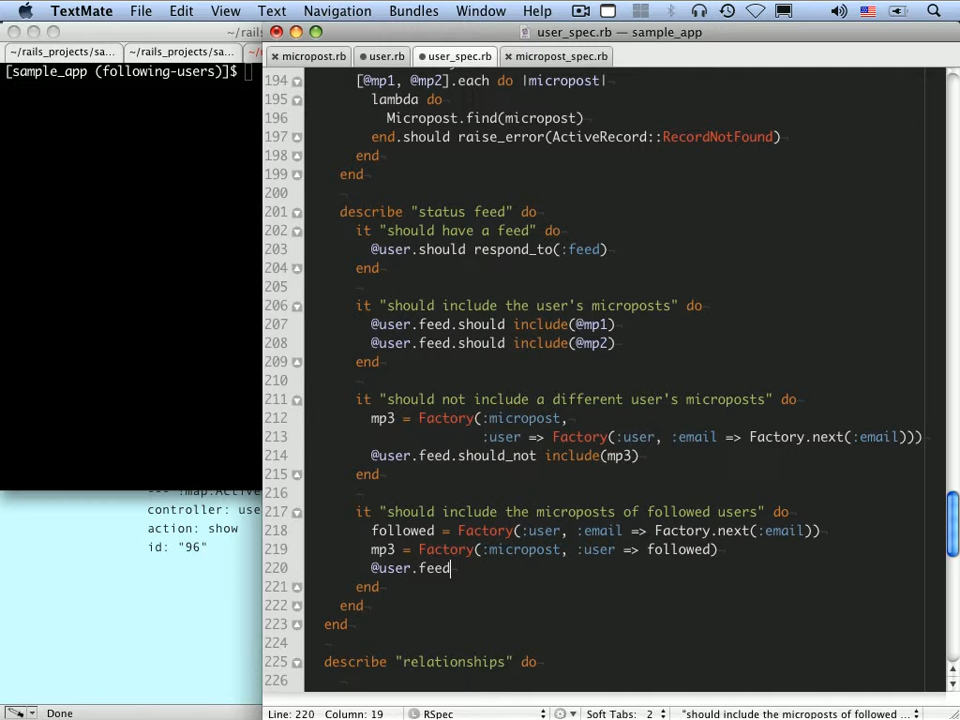 TextMate File Edit View Text Navigation Bundles Window Help
~/ra
user_spec.rb — sample_app
~/rails_projects/sa... ~/rails_projects/sa...
micropost.rb user.rb user_spec.rb micropost_spec.rb
[sample_app (following-users)]$
194 [@mp1, @mp2].each do |micropost|
195 lambda do
196 Micropost.find(micropost)
197 end.should raise_error(ActiveRecord::RecordNotFound)
198 end
199 end
200
201 describe "status feed" do
202 it "should have a feed" do
203 @user.should respond_to(:feed)
204 end
205
206 it "should include the user's microposts" do
207 @user.feed.should include(@mp1)
208 @user.feed.should include(@mp2)
209 end
210
211 it "should not include a different user's microposts" do
212 mp3 = Factory(:micropost,
213 :user => Factory(:user, :email => Factory.next(:email)))
214 @user.feed.should_not include(mp3)
215 end
216
217 it "should include the microposts of followed users" do
218 followed = Factory(:user, :email => Factory.next(:email))
219 mp3 = Factory(:micropost, :user => followed)
220 @user.feed
221 end
222 end
223 end
224
225 describe "relationships" do
226
controller: use
action: show
id: "96"
Done
Line: 220 Column: 19 RSpec Soft Tabs: 2 "should include the microposts of followed ...